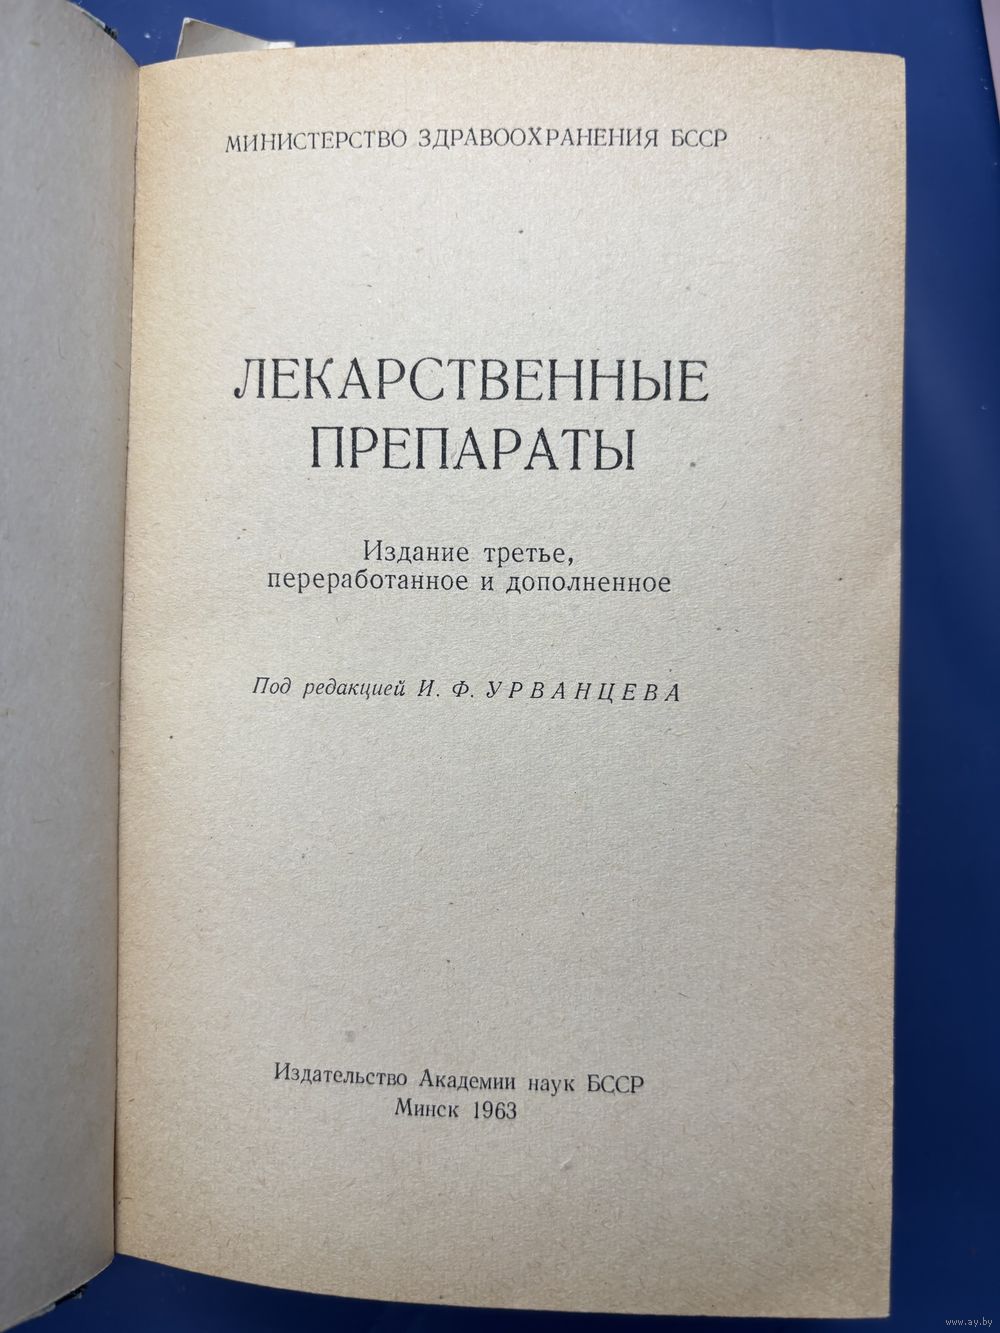 МИНИСТЕРСТВО ЗДРАВООХРАНЕНИЯ БССР
ЛЕКАРСТВЕННЫЕ
ПРЕПАРАТЫ
Издание третье,
переработанное и дополненное
Под редакцией И. Ф. УРВАНЦЕВА
Издательство Академии наук БССР
Минск 1963
www.ay.by